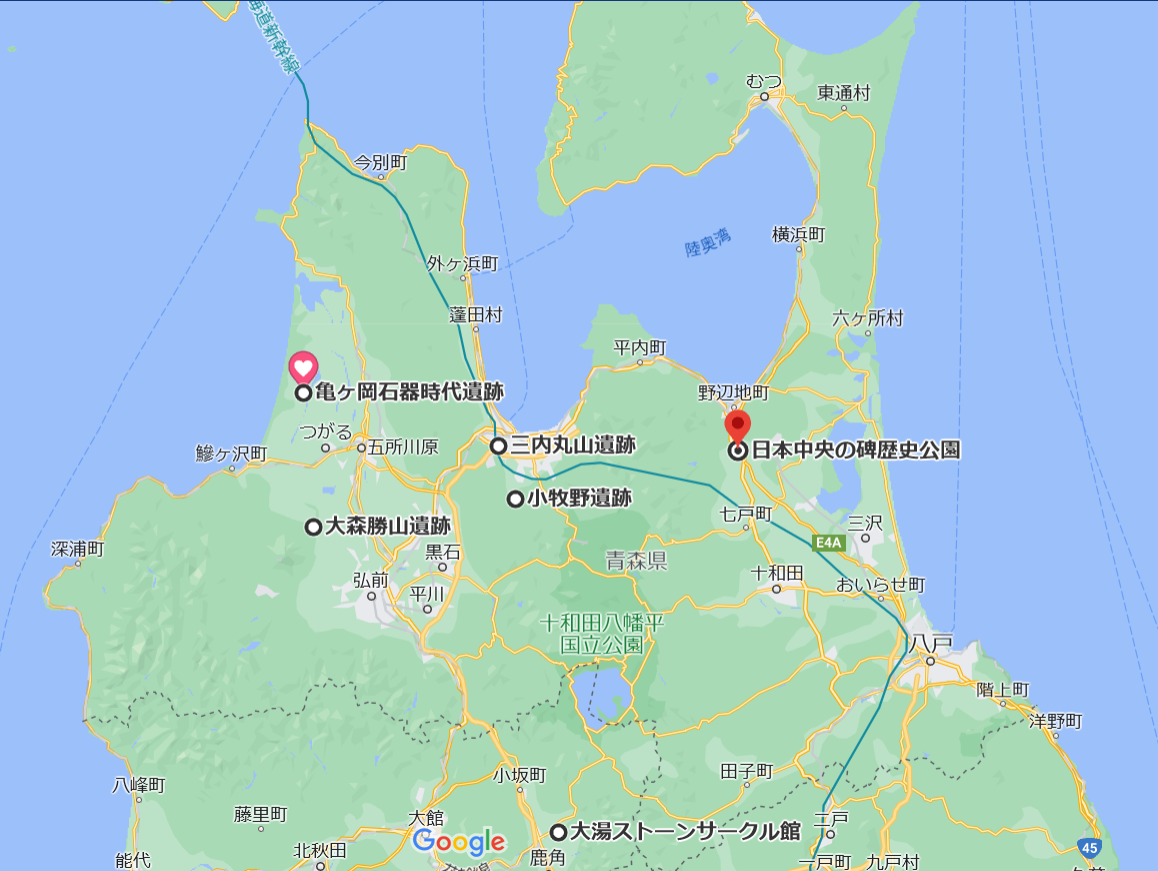 海道新幹線
むつ
東通村
今別町
横浜町
陸奥湾
外ヶ浜町
蓬田村
六ヶ所村
平内町
亀ヶ岡石器時代遺跡
野辺地町
つがる
五所川原
三内丸山遺跡
日本中央の碑歴史公園
鰺ヶ沢町
小牧野遺跡
七戸町
大森勝山遺跡
三沢
E4A
深浦町
黒石
青森県
十和田
弘前
平川
おいらせ町
十和田八幡平
国立公園
八戸
階上町
洋野町
小坂町
田子町
八峰町
藤里町
大館
大湯ストーンサークル館
二戸
Google
北秋田
45
能代
鹿角
一戸町
九戸村